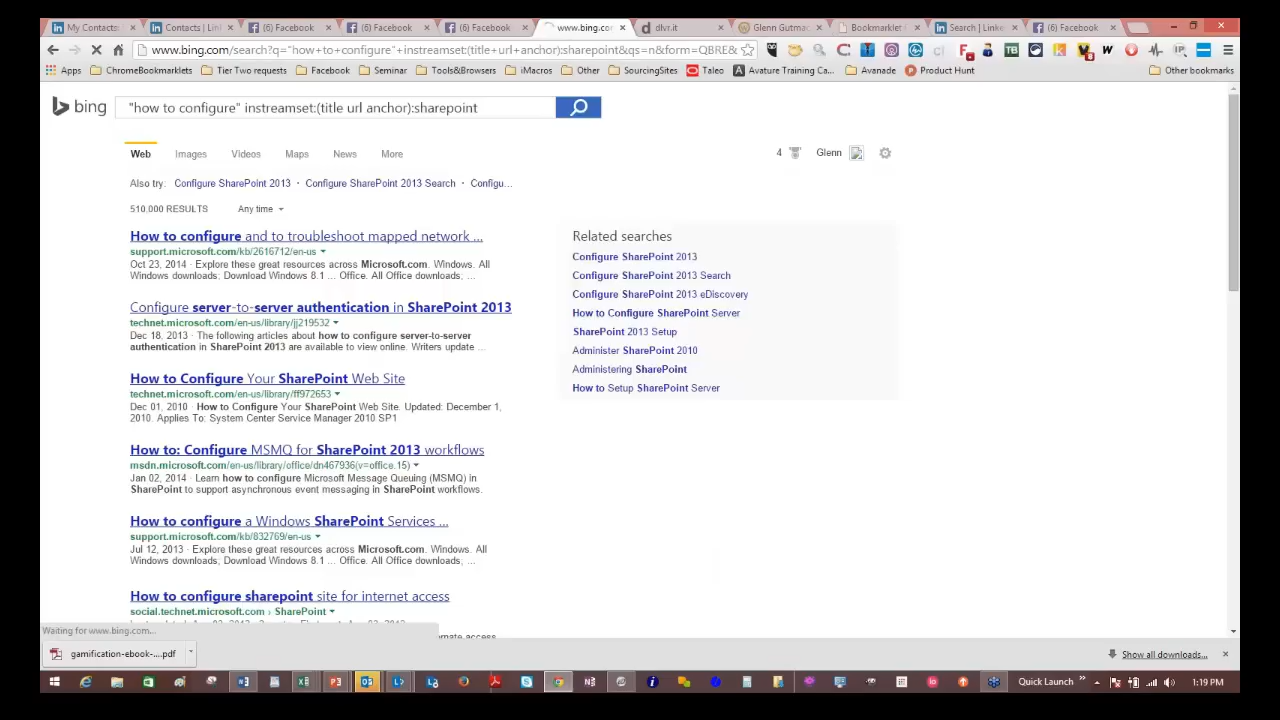 My Contacts:
Contacts | Lin
(6) Facebook
(6) Facebook
(6) Facebook
www.bing.com/
dlvr.it
Glenn Gutmac
Bookmarklet
Search | Linke
(6) Facebook
www.bing.com/search?q="how+to+configure"+instreamset:(title+url+anchor):sharepoint&qs=n&form=QBRE&
Apps ChromeBookmarklets Tier Two requests Facebook Seminar Tools&Browsers iMacros Other SourcingSites Taleo Avature Training Ca... Avanade Product Hunt Other bookmarks
bing
"how to configure" instreamset:(title url anchor):sharepoint
Web Images Videos Maps News More
4 Glenn
Also try: Configure SharePoint 2013 · Configure SharePoint 2013 Search · Configu...
510,000 RESULTS Any time
How to configure and to troubleshoot mapped network ...
support.microsoft.com/kb/2616712/en-us
Oct 23, 2014 · Explore these great resources across Microsoft.com. Windows. All
Windows downloads; Download Windows 8.1 ... Office. All Office downloads; ...
Configure server-to-server authentication in SharePoint 2013
technet.microsoft.com/en-us/library/jj219532
Dec 18, 2013 · The following articles about how to configure server-to-server
authentication in SharePoint 2013 are available to view online. Writers update ...
How to Configure Your SharePoint Web Site
technet.microsoft.com/en-us/library/ff972653
Dec 01, 2010 · How to Configure Your SharePoint Web Site. Updated: December 1,
2010. Applies To: System Center Service Manager 2010 SP1
How to: Configure MSMQ for SharePoint 2013 workflows
msdn.microsoft.com/en-us/library/office/dn467936(v=office.15)
Jan 02, 2014 · Learn how to configure Microsoft Message Queuing (MSMQ) in
SharePoint to support asynchronous event messaging in SharePoint workflows.
How to configure a Windows SharePoint Services ...
support.microsoft.com/kb/832769/en-us
Jul 12, 2013 · Explore these great resources across Microsoft.com. Windows. All
Windows downloads; Download Windows 8.1 ... Office. All Office downloads; ...
How to configure sharepoint site for internet access
social.technet.microsoft.com › SharePoint
Related searches
Configure SharePoint 2013
Configure SharePoint 2013 Search
Configure SharePoint 2013 eDiscovery
How to Configure SharePoint Server
SharePoint 2013 Setup
Administer SharePoint 2010
Administering SharePoint
How to Setup SharePoint Server
Waiting for www.bing.com...
gamification-ebook-....pdf
Show all downloads...
Quick Launch
1:19 PM